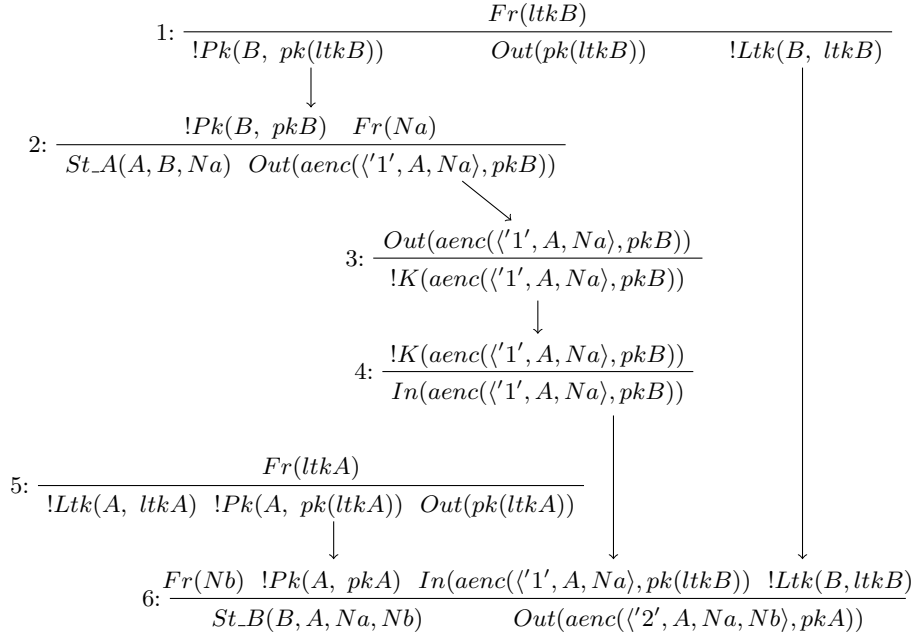 Fr(ltkB)
1:
!Pk(B, pk(ltkB)) Out(pk(ltkB)) !Ltk(B, ltkB)
!Pk(B, pkB) Fr(Na)
2:
St_A(A, B, Na) Out(aenc(⟨'1', A, Na⟩, pkB))
Out(aenc(⟨'1', A, Na⟩, pkB))
3:
!K(aenc(⟨'1', A, Na⟩, pkB))
!K(aenc(⟨'1', A, Na⟩, pkB))
4:
In(aenc(⟨'1', A, Na⟩, pkB))
Fr(ltkA)
5:
!Ltk(A, ltkA) !Pk(A, pk(ltkA)) Out(pk(ltkA))
Fr(Nb) !Pk(A, pkA) In(aenc(⟨'1', A, Na⟩, pk(ltkB))) !Ltk(B, ltkB)
6:
St_B(B, A, Na, Nb) Out(aenc(⟨'2', A, Na, Nb⟩, pkA))